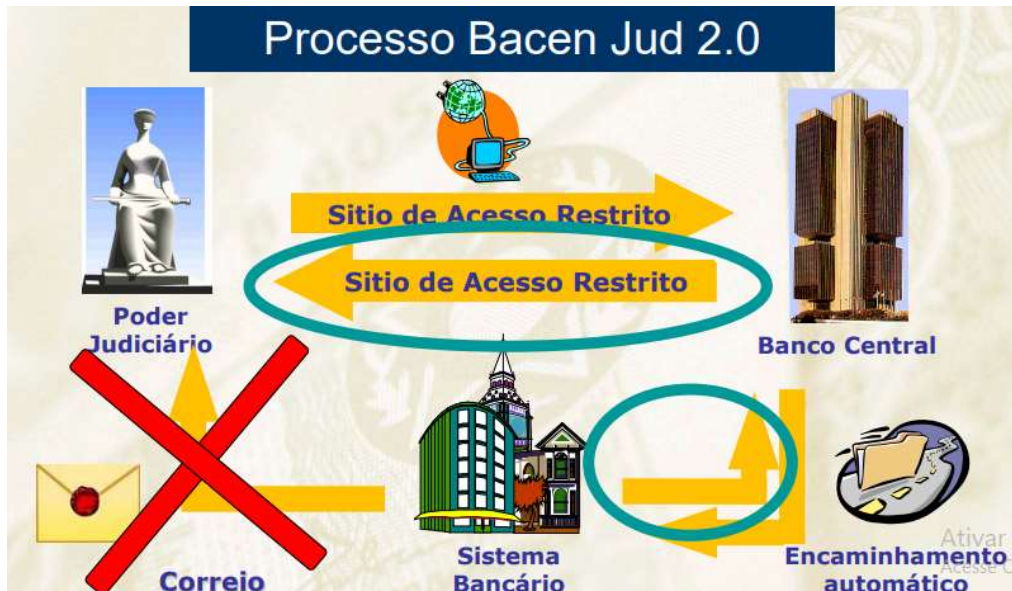 Processo Bacen Jud 2.0
Sitio de Acesso Restrito
Sitio de Acesso Restrito
Poder
Judiciário
Banco Central
Correio
Sistema
Bancário
Encaminhamento
automático
Ativar